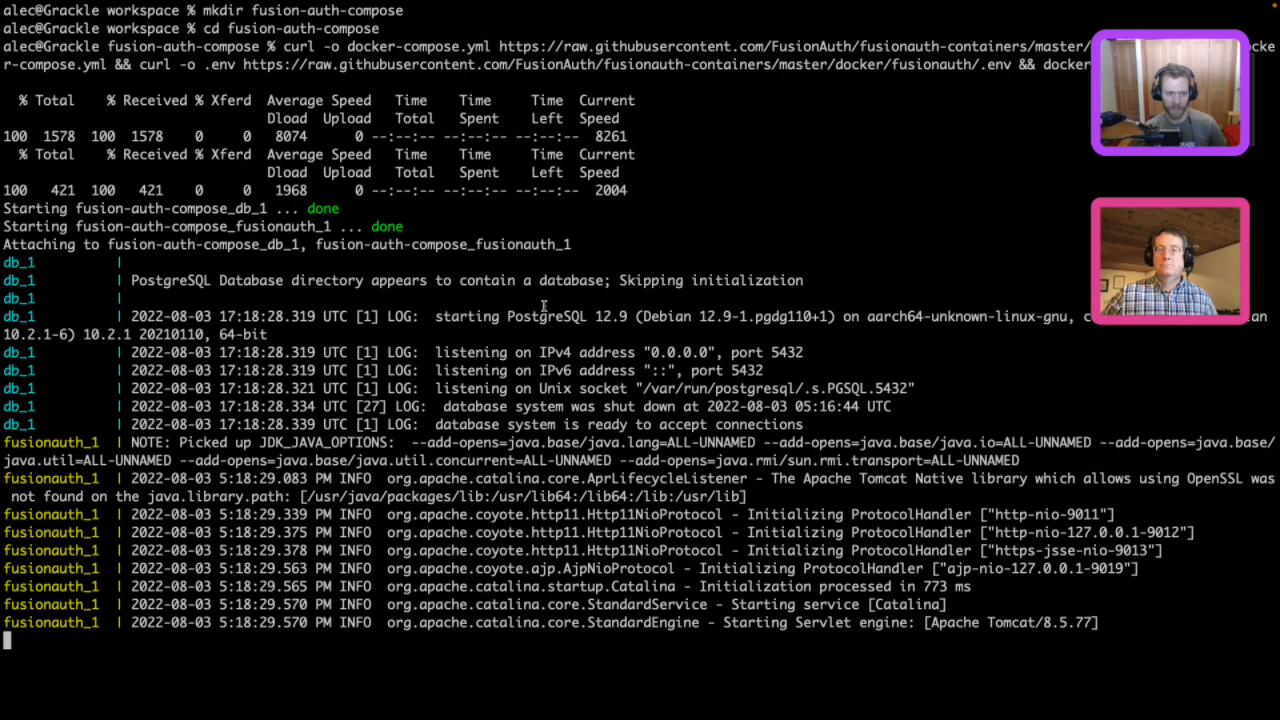 alec@Grackle workspace % mkdir fusion-auth-compose
alec@Grackle workspace % cd fusion-auth-compose
alec@Grackle fusion-auth-compose % curl -o docker-compose.yml https://raw.githubusercontent.com/FusionAuth/fusionauth-containers/master/
r-compose.yml && curl -o .env https://raw.githubusercontent.com/FusionAuth/fusionauth-containers/master/docker/fusionauth/.env && docker
% Total % Received % Xferd Average Speed Time Time Time Current
Dload Upload Total Spent Left Speed
100 1578 100 1578 0 0 8074 0 --:--:-- --:--:-- --:--:-- 8261
% Total % Received % Xferd Average Speed Time Time Time Current
Dload Upload Total Spent Left Speed
100 421 100 421 0 0 1968 0 --:--:-- --:--:-- --:--:-- 2004
Starting fusion-auth-compose_db_1 ... done
Starting fusion-auth-compose_fusionauth_1 ... done
Attaching to fusion-auth-compose_db_1, fusion-auth-compose_fusionauth_1
db_1 |
db_1 | PostgreSQL Database directory appears to contain a database; Skipping initialization
db_1 |
db_1 | 2022-08-03 17:18:28.319 UTC [1] LOG: starting PostgreSQL 12.9 (Debian 12.9-1.pgdg110+1) on aarch64-unknown-linux-gnu,
10.2.1-6) 10.2.1 20210110, 64-bit
db_1 | 2022-08-03 17:18:28.319 UTC [1] LOG: listening on IPv4 address "0.0.0.0", port 5432
db_1 | 2022-08-03 17:18:28.319 UTC [1] LOG: listening on IPv6 address "::", port 5432
db_1 | 2022-08-03 17:18:28.321 UTC [1] LOG: listening on Unix socket "/var/run/postgresql/.s.PGSQL.5432"
db_1 | 2022-08-03 17:18:28.334 UTC [27] LOG: database system was shut down at 2022-08-03 05:16:44 UTC
db_1 | 2022-08-03 17:18:28.339 UTC [1] LOG: database system is ready to accept connections
fusionauth_1 | NOTE: Picked up JDK_JAVA_OPTIONS: --add-opens=java.base/java.lang=ALL-UNNAMED --add-opens=java.base/java.io=ALL-UNNAMED --add-opens=java.base/
java.util=ALL-UNNAMED --add-opens=java.base/java.util.concurrent=ALL-UNNAMED --add-opens=java.rmi/sun.rmi.transport=ALL-UNNAMED
fusionauth_1 | 2022-08-03 5:18:29.083 PM INFO org.apache.catalina.core.AprLifecycleListener - The Apache Tomcat Native library which allows using OpenSSL was
not found on the java.library.path: [/usr/java/packages/lib:/usr/lib64:/lib64:/lib:/usr/lib]
fusionauth_1 | 2022-08-03 5:18:29.339 PM INFO org.apache.coyote.http11.Http11NioProtocol - Initializing ProtocolHandler ["http-nio-9011"]
fusionauth_1 | 2022-08-03 5:18:29.375 PM INFO org.apache.coyote.http11.Http11NioProtocol - Initializing ProtocolHandler ["http-nio-127.0.0.1-9012"]
fusionauth_1 | 2022-08-03 5:18:29.378 PM INFO org.apache.coyote.http11.Http11NioProtocol - Initializing ProtocolHandler ["https-jsse-nio-9013"]
fusionauth_1 | 2022-08-03 5:18:29.563 PM INFO org.apache.coyote.ajp.AjpNioProtocol - Initializing ProtocolHandler ["ajp-nio-127.0.0.1-9019"]
fusionauth_1 | 2022-08-03 5:18:29.570 PM INFO org.apache.catalina.startup.Catalina - Initialization processed in 773 ms
fusionauth_1 | 2022-08-03 5:18:29.570 PM INFO org.apache.catalina.core.StandardService - Starting service [Catalina]
fusionauth_1 | 2022-08-03 5:18:29.570 PM INFO org.apache.catalina.core.StandardEngine - Starting Servlet engine: [Apache Tomcat/8.5.77]